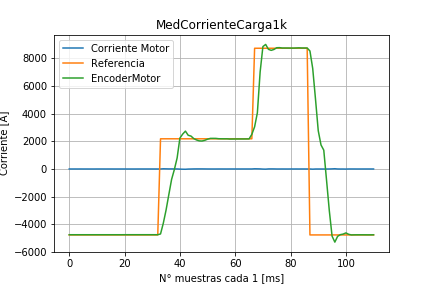 MedCorrienteCarga1k
Corriente Motor
Referencia
EncoderMotor
8000
6000
4000
2000
0
−2000
−4000
−6000
Corriente [A]
0 20 40 60 80 100
N° muestras cada 1 [ms]